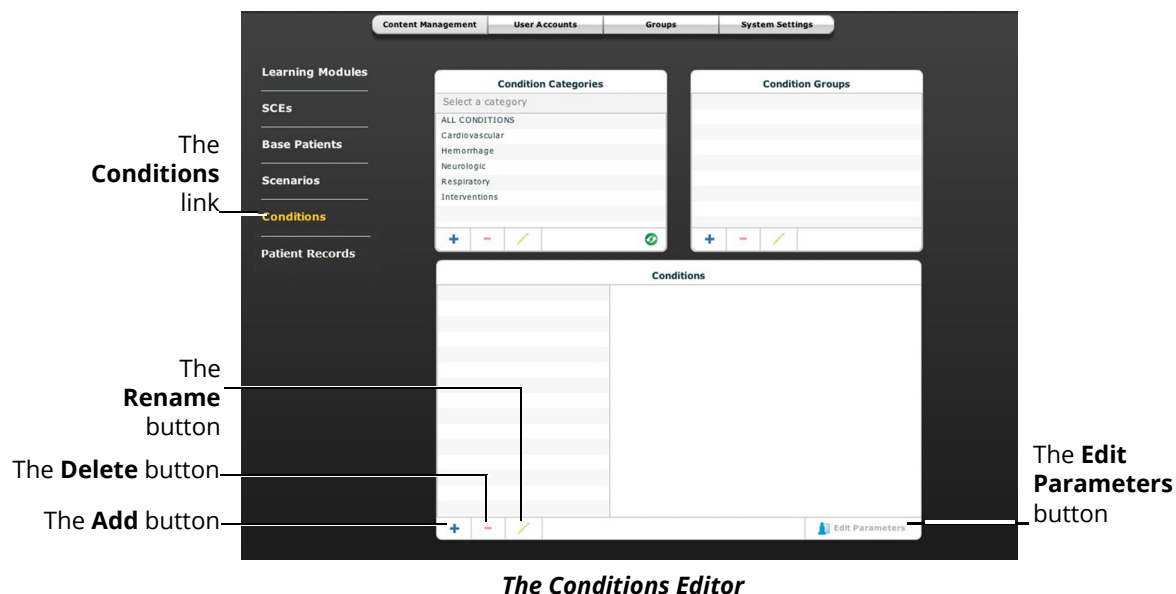 Content Management
User Accounts
Groups
System Settings
Learning Modules
SCEs
Base Patients
Scenarios
Conditions
Patient Records
Condition Categories
Select a category
ALL CONDITIONS
Cardiovascular
Hemorrhage
Neurologic
Respiratory
Interventions
Condition Groups
Conditions
Edit Parameters
The
Conditions
link
The
Rename
button
The Delete button
The Add button
The Edit
Parameters
button
The Conditions Editor